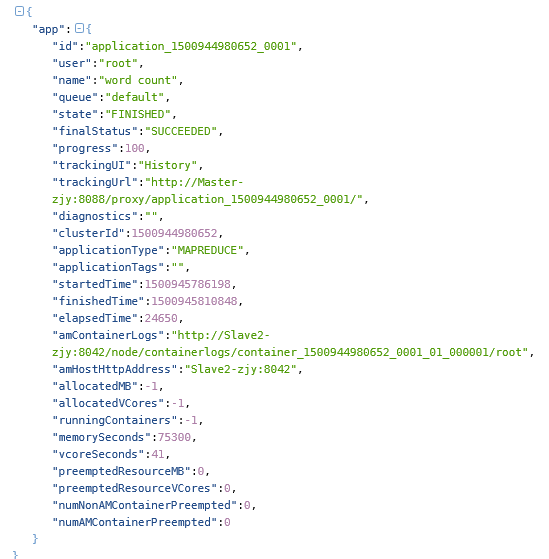 {
"app":{
"id":"application_1500944980652_0001",
"user":"root",
"name":"word count",
"queue":"default",
"state":"FINISHED",
"finalStatus":"SUCCEEDED",
"progress":100,
"trackingUI":"History",
"trackingUrl":"http://Master-
zjy:8088/proxy/application_1500944980652_0001/",
"diagnostics":"",
"clusterId":1500944980652,
"applicationType":"MAPREDUCE",
"applicationTags":"",
"startedTime":1500945786198,
"finishedTime":1500945810848,
"elapsedTime":24650,
"amContainerLogs":"http://Slave2-
zjy:8042/node/containerlogs/container_1500944980652_0001_01_000001/root",
"amHostHttpAddress":"Slave2-zjy:8042",
"allocatedMB":-1,
"allocatedVCores":-1,
"runningContainers":-1,
"memorySeconds":75300,
"vcoreSeconds":41,
"preemptedResourceMB":0,
"preemptedResourceVCores":0,
"numNonAMContainerPreempted":0,
"numAMContainerPreempted":0
}
}